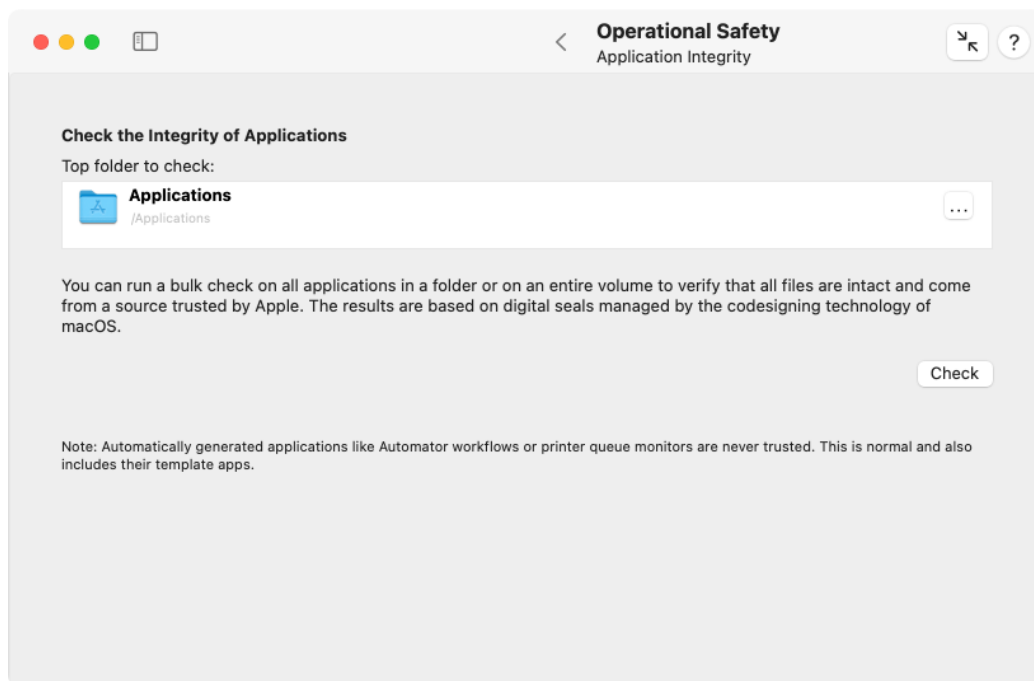 Operational Safety
Application Integrity
?
Check the Integrity of Applications
Top folder to check:
Applications
/Applications
...
You can run a bulk check on all applications in a folder or on an entire volume to verify that all files are intact and come
from a source trusted by Apple. The results are based on digital seals managed by the codesigning technology of
macOS.
Check
Note: Automatically generated applications like Automator workflows or printer queue monitors are never trusted. This is normal and also
includes their template apps.